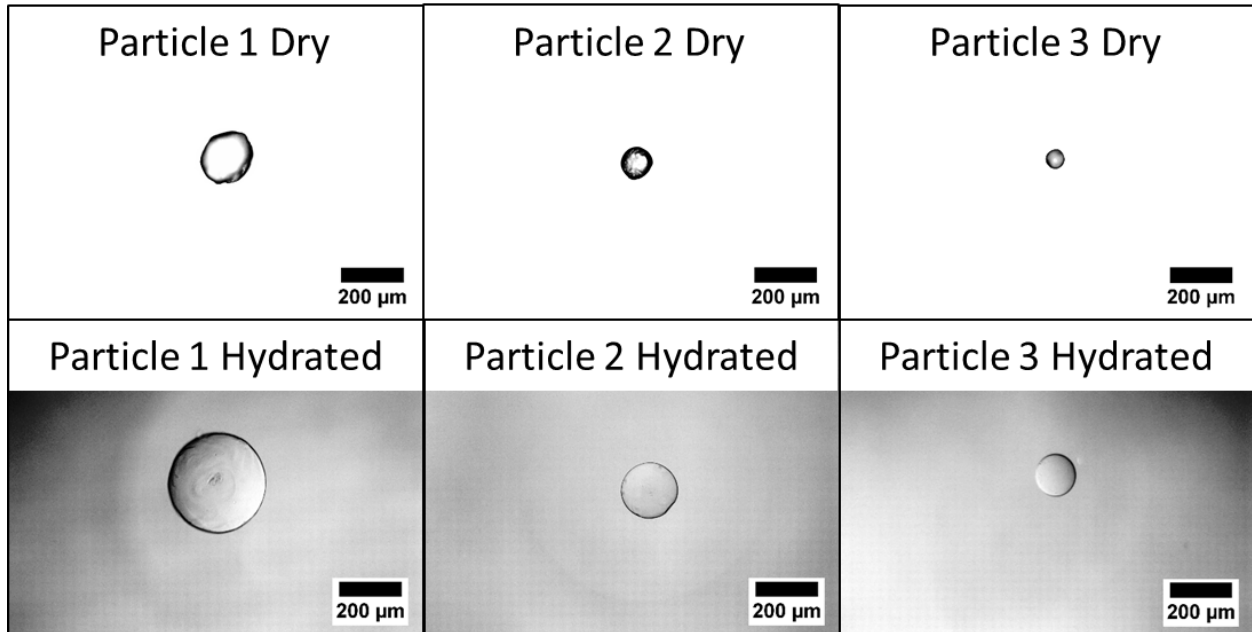 Particle 1 Dry
200 µm
Particle 2 Dry
200 µm
Particle 3 Dry
200 µm
Particle 1 Hydrated
200 µm
Particle 2 Hydrated
200 µm
Particle 3 Hydrated
200 µm